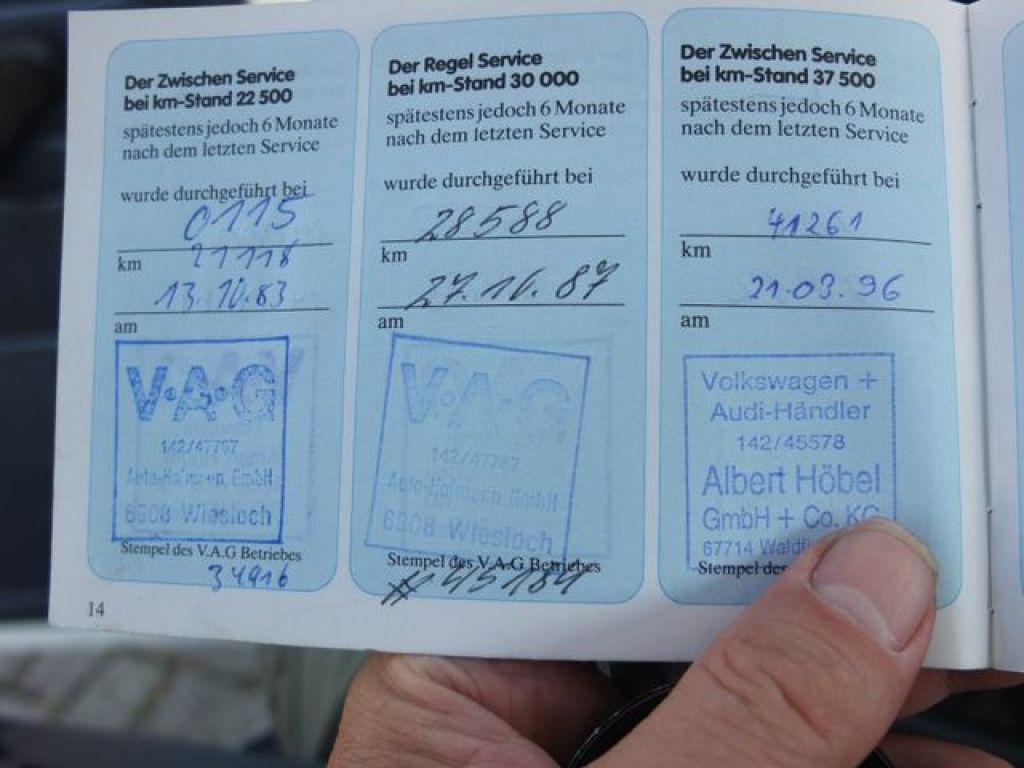 Der Zwischen Service
bei km-Stand 22 500
spätestens jedoch 6 Monate
nach dem letzten Service
wurde durchgeführt bei
0115
21118
km
13.10.83
am
V·A·G
142/47767
GmbH
6908 Wiesloch
Stempel des V.A.G Betriebes
34916
14
Der Regel Service
bei km-Stand 30 000
spätestens jedoch 6 Monate
nach dem letzten Service
wurde durchgeführt bei
28588
km
27.10.87
am
V·A·G
142/47767
GmbH
6908 Wiesloch
Stempel des V.A.G Betriebes
# 45184
Der Zwischen Service
bei km-Stand 37 500
spätestens jedoch 6 Monate
nach dem letzten Service
wurde durchgeführt bei
41261
km
21.03.96
am
Volkswagen +
Audi-Händler
142/45578
Albert Höbel
GmbH + Co. KG
67714
Stempel des